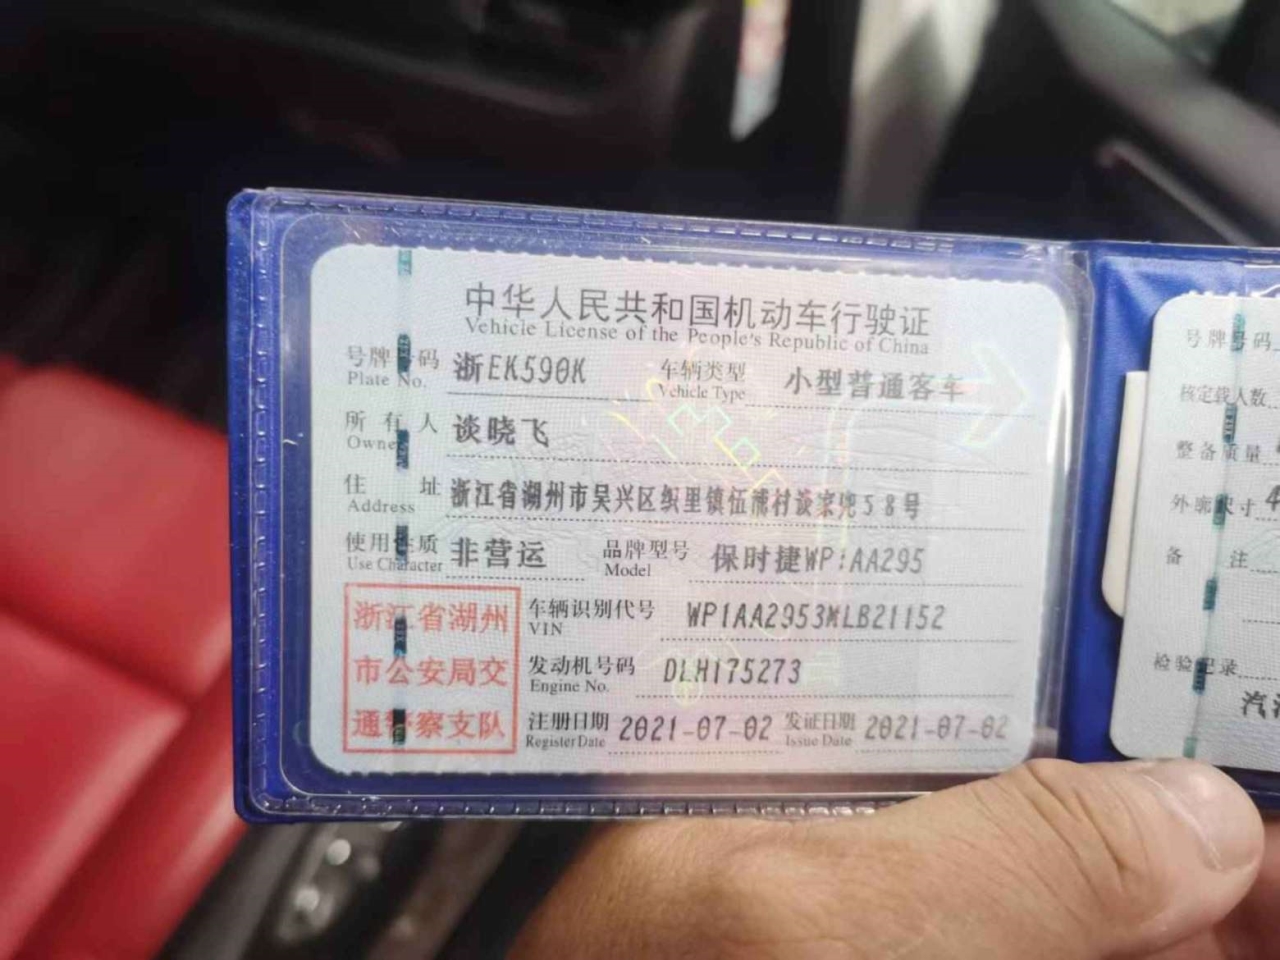 中华人民共和国机动车行驶证
Vehicle License of the People's Republic of China
号牌号码 浙EK590K 车辆类型 小型普通客车
Plate No. Vehicle Type
所有人 谈晓飞
Owner
住址 浙江省湖州市吴兴区织里镇伍浦村谈家兜58号
Address
使用性质 非营运 品牌型号 保时捷WP1AA295
Use Character Model
浙江省湖州
市公安局交
通警察支队
车辆识别代号 WP1AA2953MLB21152
VIN
发动机号码 DLH175273
Engine No.
注册日期 2021-07-02 发证日期 2021-07-02
Register Date Issue Date
号牌号码
核定载人数
整备质量
外廓尺寸 4
备注
检验记录